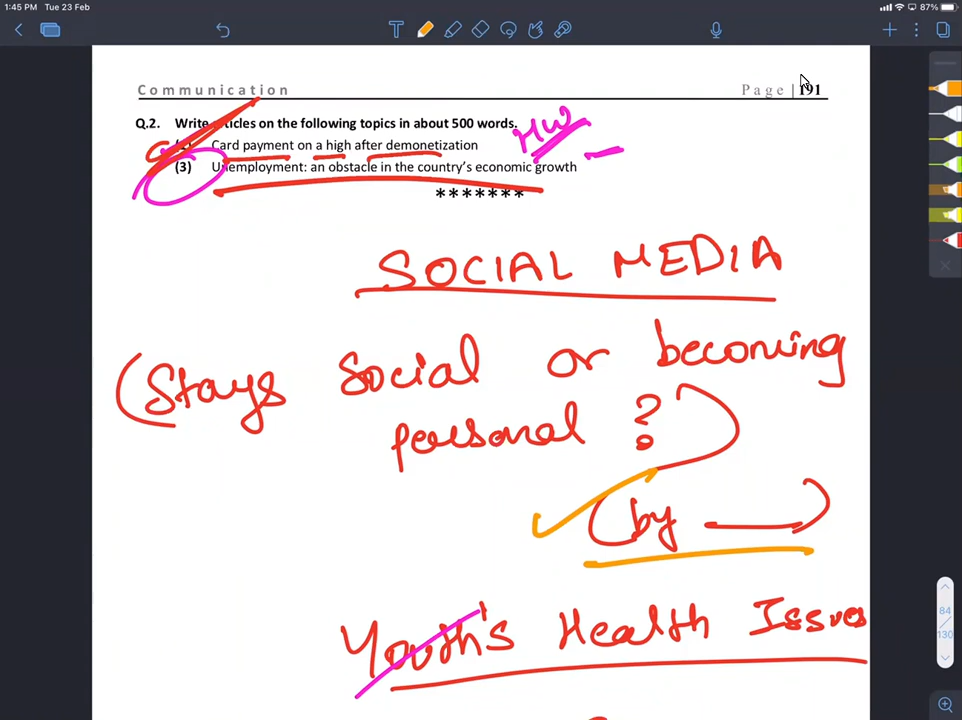 1:45 PM Tue 23 Feb
87%
Communication Page | 191
Q.2. Write articles on the following topics in about 500 words.
Card payment on a high after demonetization
HW
(3) Unemployment: an obstacle in the country's economic growth
*******
SOCIAL MEDIA
(Stays Social or becoming
personal ?)
(by )
Youth's Health Issues
84
130